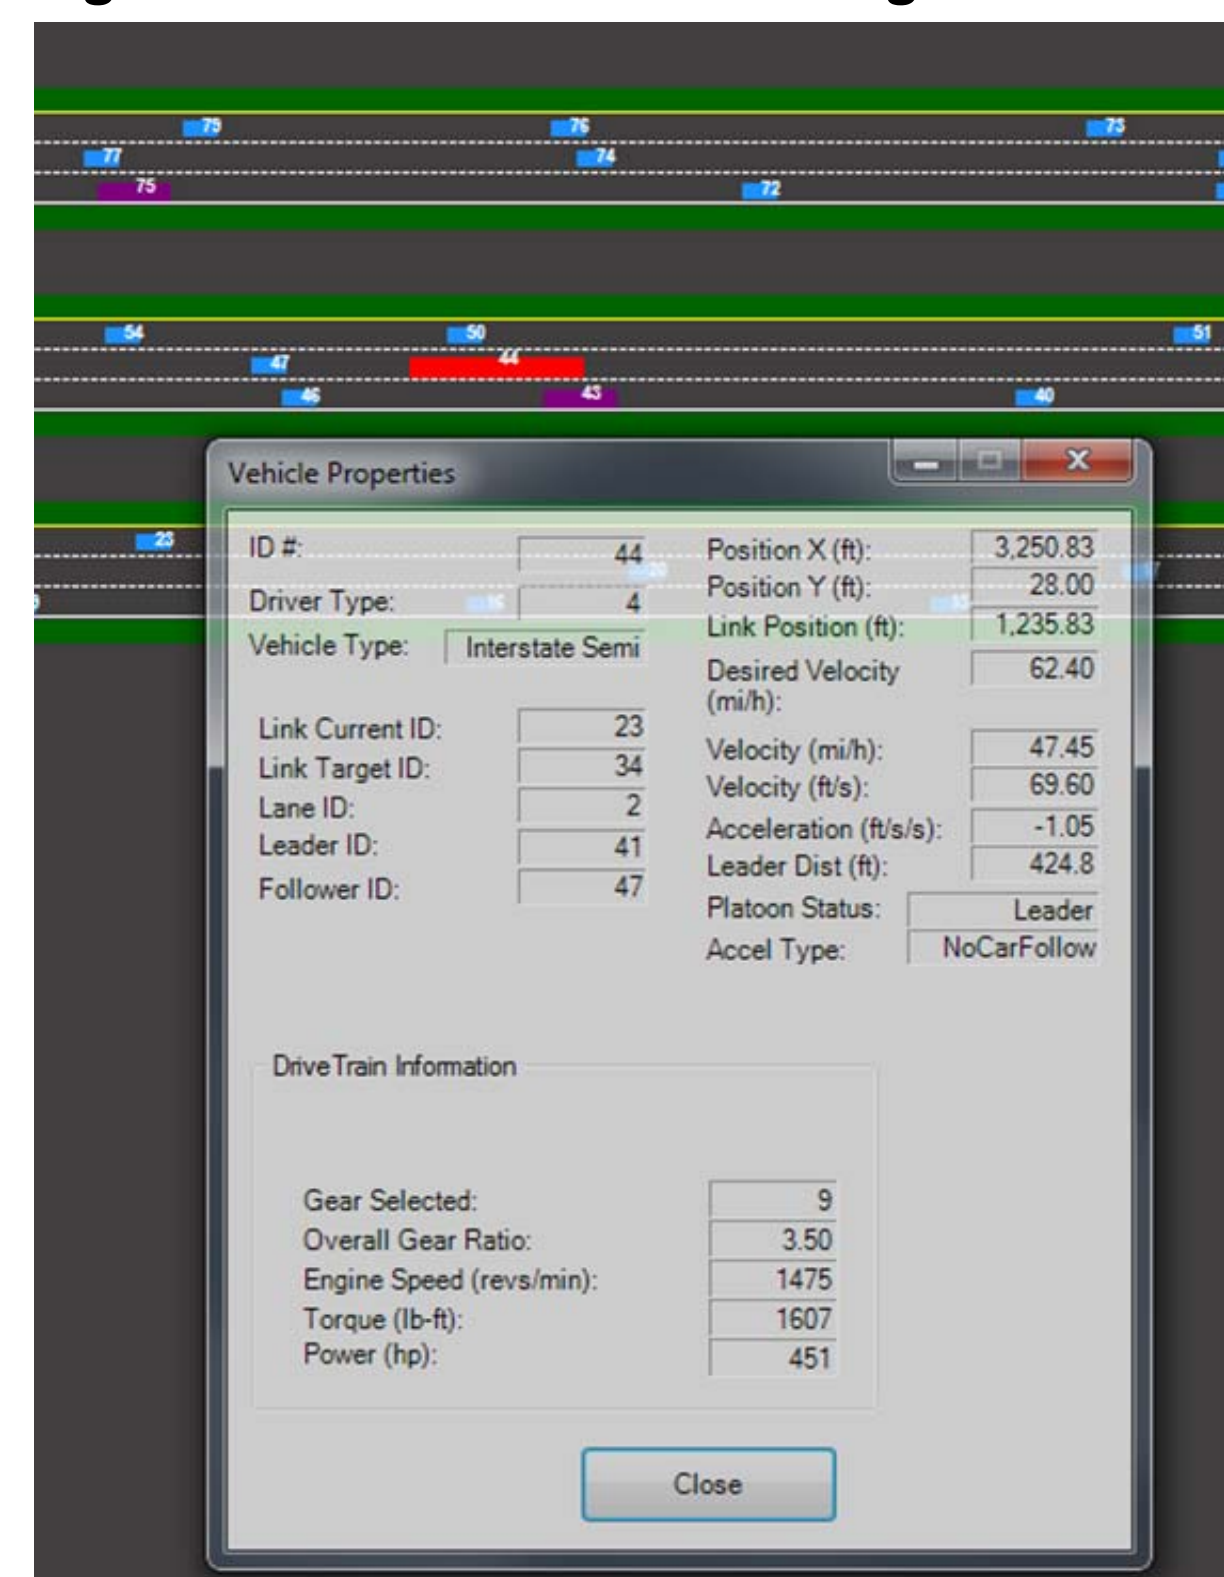 79 76 73
77 74
75 72
54 50 51
47 44
46 43 40
Vehicle Properties
23
ID #: 44
Driver Type: 4
Vehicle Type: Interstate Semi
Link Current ID: 23
Link Target ID: 34
Lane ID: 2
Leader ID: 41
Follower ID: 47
Position X (ft): 3,250.83
Position Y (ft): 28.00
Link Position (ft): 1,235.83
Desired Velocity
(mi/h): 62.40
Velocity (mi/h): 47.45
Velocity (ft/s): 69.60
Acceleration (ft/s/s): -1.05
Leader Dist (ft): 424.8
Platoon Status: Leader
Accel Type: NoCarFollow
DriveTrain Information
Gear Selected: 9
Overall Gear Ratio: 3.50
Engine Speed (revs/min): 1475
Torque (lb-ft): 1607
Power (hp): 451
Close